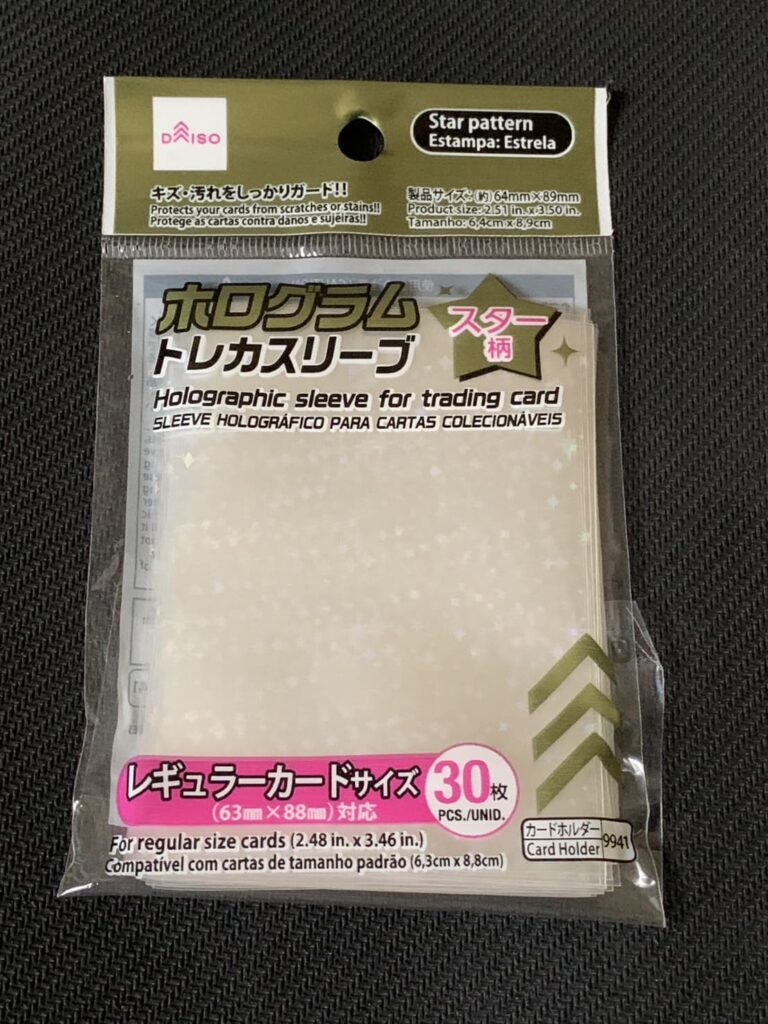 DAISO
Star pattern
Estampa: Estrela
キズ・汚れをしっかりガード!!
Protects your cards from scratches or stains!!
Protege as cartas contra danos e sujeiras!!
製品サイズ:(約)64mm×89mm
Product size: 2.51 in. x 3.50 in.
Tamanho: 6,4cm x 8,9cm
ホログラム
トレカスリーブ
スター
柄
Holographic sleeve for trading card
SLEEVE HOLOGRÁFICO PARA CARTAS COLECIONÁVEIS
レギュラーカードサイズ
(63mm×88mm)対応
30枚
PCS./UNID.
For regular size cards (2.48 in. x 3.46 in.)
Compatível com cartas de tamanho padrão (6,3cm x 8,8cm)
カードホルダー
Card Holder
9941